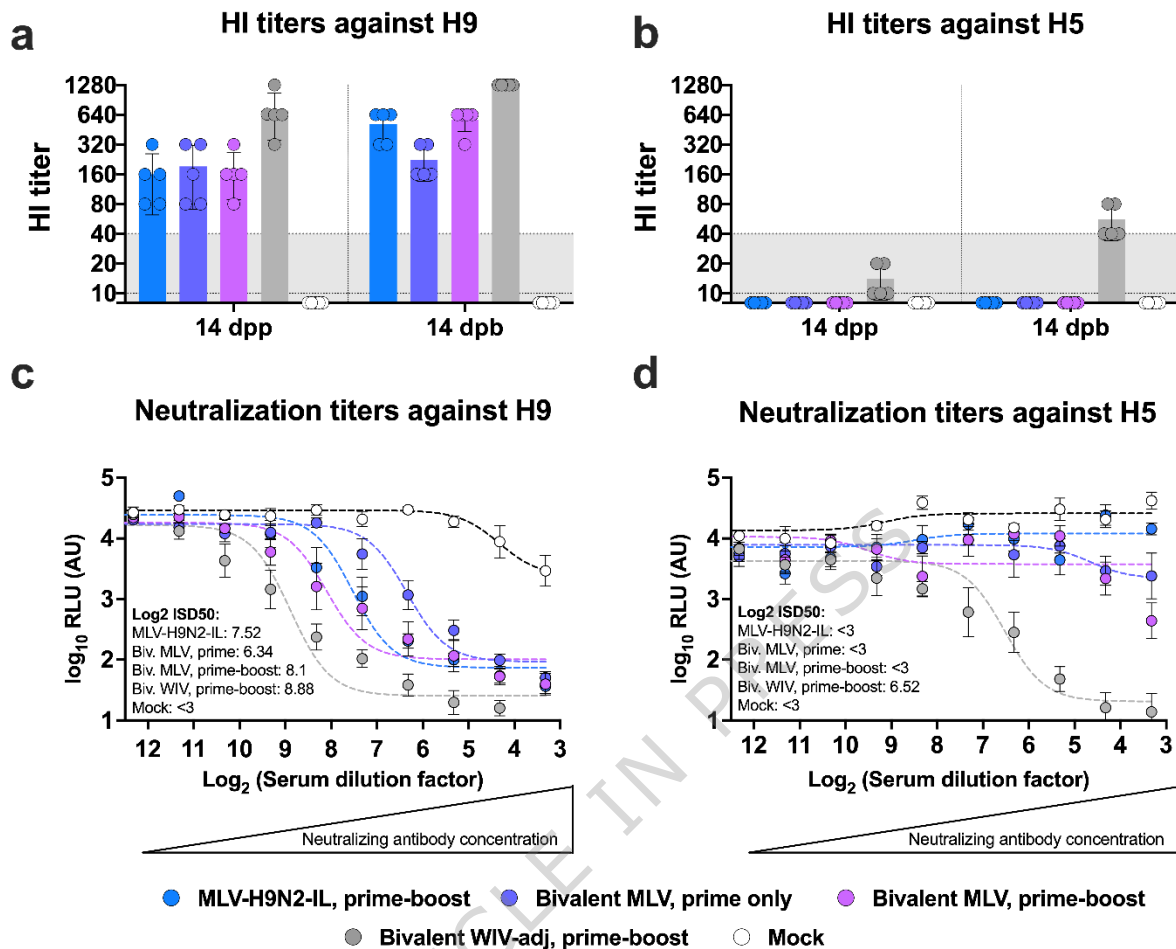 a
HI titers against H9
HI titer
1280
640
320
160
80
40
20
10
14 dpp
14 dpb
b
HI titers against H5
HI titer
1280
640
320
160
80
40
20
10
14 dpp
14 dpb
c
Neutralization titers against H9
log10 RLU (AU)
5
4
3
2
1
Log2 ISD50:
MLV-H9N2-IL: 7.52
Biv. MLV, prime: 6.34
Biv. MLV, prime-boost: 8.1
Biv. WIV, prime-boost: 8.88
Mock: <3
12 11 10 9 8 7 6 5 4 3
Log2 (Serum dilution factor)
Neutralizing antibody concentration
d
Neutralization titers against H5
log10 RLU (AU)
5
4
3
2
1
Log2 ISD50:
MLV-H9N2-IL: <3
Biv. MLV, prime: <3
Biv. MLV, prime-boost: <3
Biv. WIV, prime-boost: 6.52
Mock: <3
12 11 10 9 8 7 6 5 4 3
Log2 (Serum dilution factor)
Neutralizing antibody concentration
CLE IN PRESS
MLV-H9N2-IL, prime-boost
Bivalent MLV, prime only
Bivalent MLV, prime-boost
Bivalent WIV-adj, prime-boost
Mock